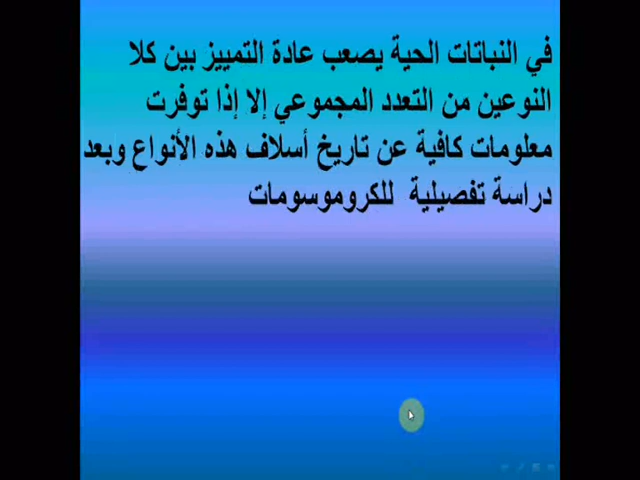 في النباتات الحية يصعب عادة التمييز بين كلا
النوعين من التعدد المجموعي إلا إذا توفرت
معلومات كافية عن تاريخ أسلاف هذه الأنواع وبعد
دراسة تفصيلية للكروموسومات